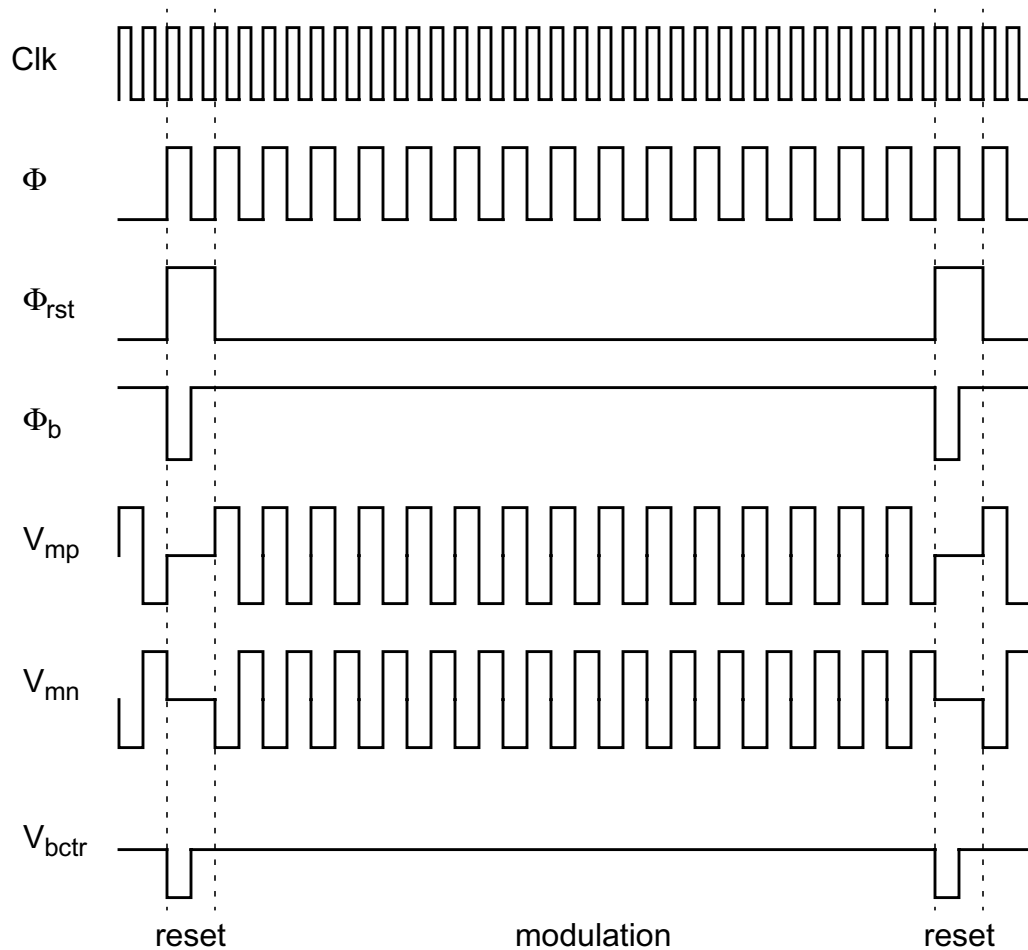 Clk
Φ
Φrst
Φb
Vmp
Vmn
Vbctr
reset modulation reset